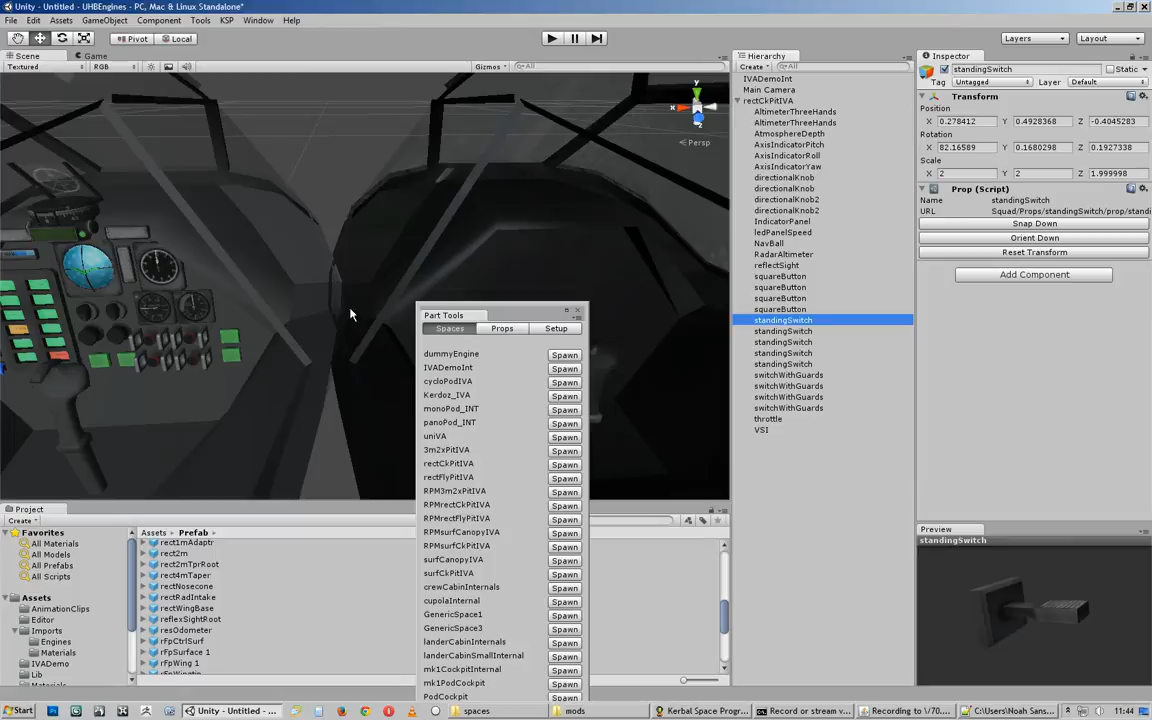 Unity - Untitled - UHBEngines - PC, Mac & Linux Standalone*
File Edit Assets GameObject Component Tools KSP Window Help
Pivot Local Layers Layout
Scene Game
Textured RGB Gizmos All
y
x
z
Persp
Hierarchy
Create All
IVADemoInt
Main Camera
rectCkPitIVA
AltimeterThreeHands
AltimeterThreeHands
AtmosphereDepth
AxisIndicatorPitch
AxisIndicatorRoll
AxisIndicatorYaw
directionalKnob
directionalKnob
directionalKnob2
directionalKnob2
IndicatorPanel
ledPanelSpeed
NavBall
RadarAltimeter
reflectSight
squareButton
squareButton
squareButton
squareButton
standingSwitch
standingSwitch
standingSwitch
standingSwitch
standingSwitch
switchWithGuards
switchWithGuards
switchWithGuards
switchWithGuards
throttle
VSI
Inspector
standingSwitch Static
Tag Untagged Layer Default
Transform
Position
X 0.278412 Y 0.4928368 Z -0.4045283
Rotation
X 82.16589 Y 0.1680298 Z 0.1927338
Scale
X 2 Y 2 Z 1.999998
Prop (Script)
Name standingSwitch
URL Squad/Props/standingSwitch/prop/standi
Snap Down
Orient Down
Reset Transform
Add Component
Preview
standingSwitch
Part Tools
Spaces Props Setup
dummyEngine Spawn
IVADemoInt Spawn
cycloPodIVA Spawn
Kerdoz_IVA Spawn
monoPod_INT Spawn
panoPod_INT Spawn
uniVA Spawn
3m2xPitIVA Spawn
rectCkPitIVA Spawn
rectFlyPitIVA Spawn
RPM3m2xPitIVA Spawn
RPMrectCkPitIVA Spawn
RPMrectFlyPitIVA Spawn
RPMsurfCanopyIVA Spawn
RPMsurfCkPitIVA Spawn
surfCanopyIVA Spawn
surfCkPitIVA Spawn
crewCabinInternals Spawn
cupolaInternal Spawn
GenericSpace1 Spawn
GenericSpace3 Spawn
landerCabinInternals Spawn
landerCabinSmallInternal Spawn
mk1CockpitInternal Spawn
mk1PodCockpit Spawn
PodCockpit Spawn
Project
Create
Favorites
All Materials
All Models
All Prefabs
All Scripts
Assets
AnimationClips
Editor
Imports
Engines
Materials
IVADemo
Lib
Materials
Assets Prefab
rect1mAdaptr
rect2m
rect2mTprRoot
rect4mTaper
rectNosecone
rectRadIntake
rectWingBase
reflexSightRoot
resOdometer
rFpCtrlSurf
rFpSurface 1
rFpWing 1
Start Unity - Untitled - ... spaces mods Kerbal Space Progr... Record or stream v... Recording to \/70... C:\Users\Noah Sans... 11:44